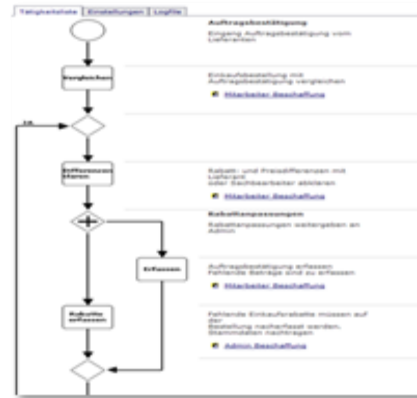 Tätigkeitsliste Einstellungen Logfile
Auftragsbestätigung
Eingang Auftragsbestätigung vom
Lieferanten
Vergleichen
Einkaufsbestellung mit
Auftragsbestätigung vergleichen
Mitarbeiter Beschaffung
JA
Differenzen
Rabatt- und Preisdifferenzen mit
Lieferant
oder Sachbearbeiter abklären
Mitarbeiter Beschaffung
Rabattanpassungen
Rabattanpassungen weitergeben an
Admin
Erfassen
Auftragsbestätigung erfassen
Fehlende Beträge sind zu erfassen
Mitarbeiter Beschaffung
Rabatte
erfassen
Fehlende Einkaufsrabatte müssen auf
der
Bestellung nacherfasst werden.
Stammdaten nachtragen
Admin Beschaffung